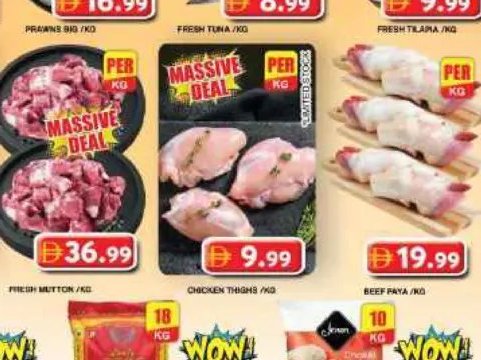 16.99
8.99
9.99
PRAWNS BIG /KG
FRESH TUNA /KG
FRESH TILAPIA /KG
PER
KG
MASSIVE
DEAL
PER
KG
*LIMITED STOCK
PER
KG
MASSIVE
DEAL
36.99
9.99
19.99
FRESH MUTTON /KG
CHICKEN THIGHS /KG
BEEF PAYA /KG
18
KG
10
KG
WOW!
WOW!
WOW!